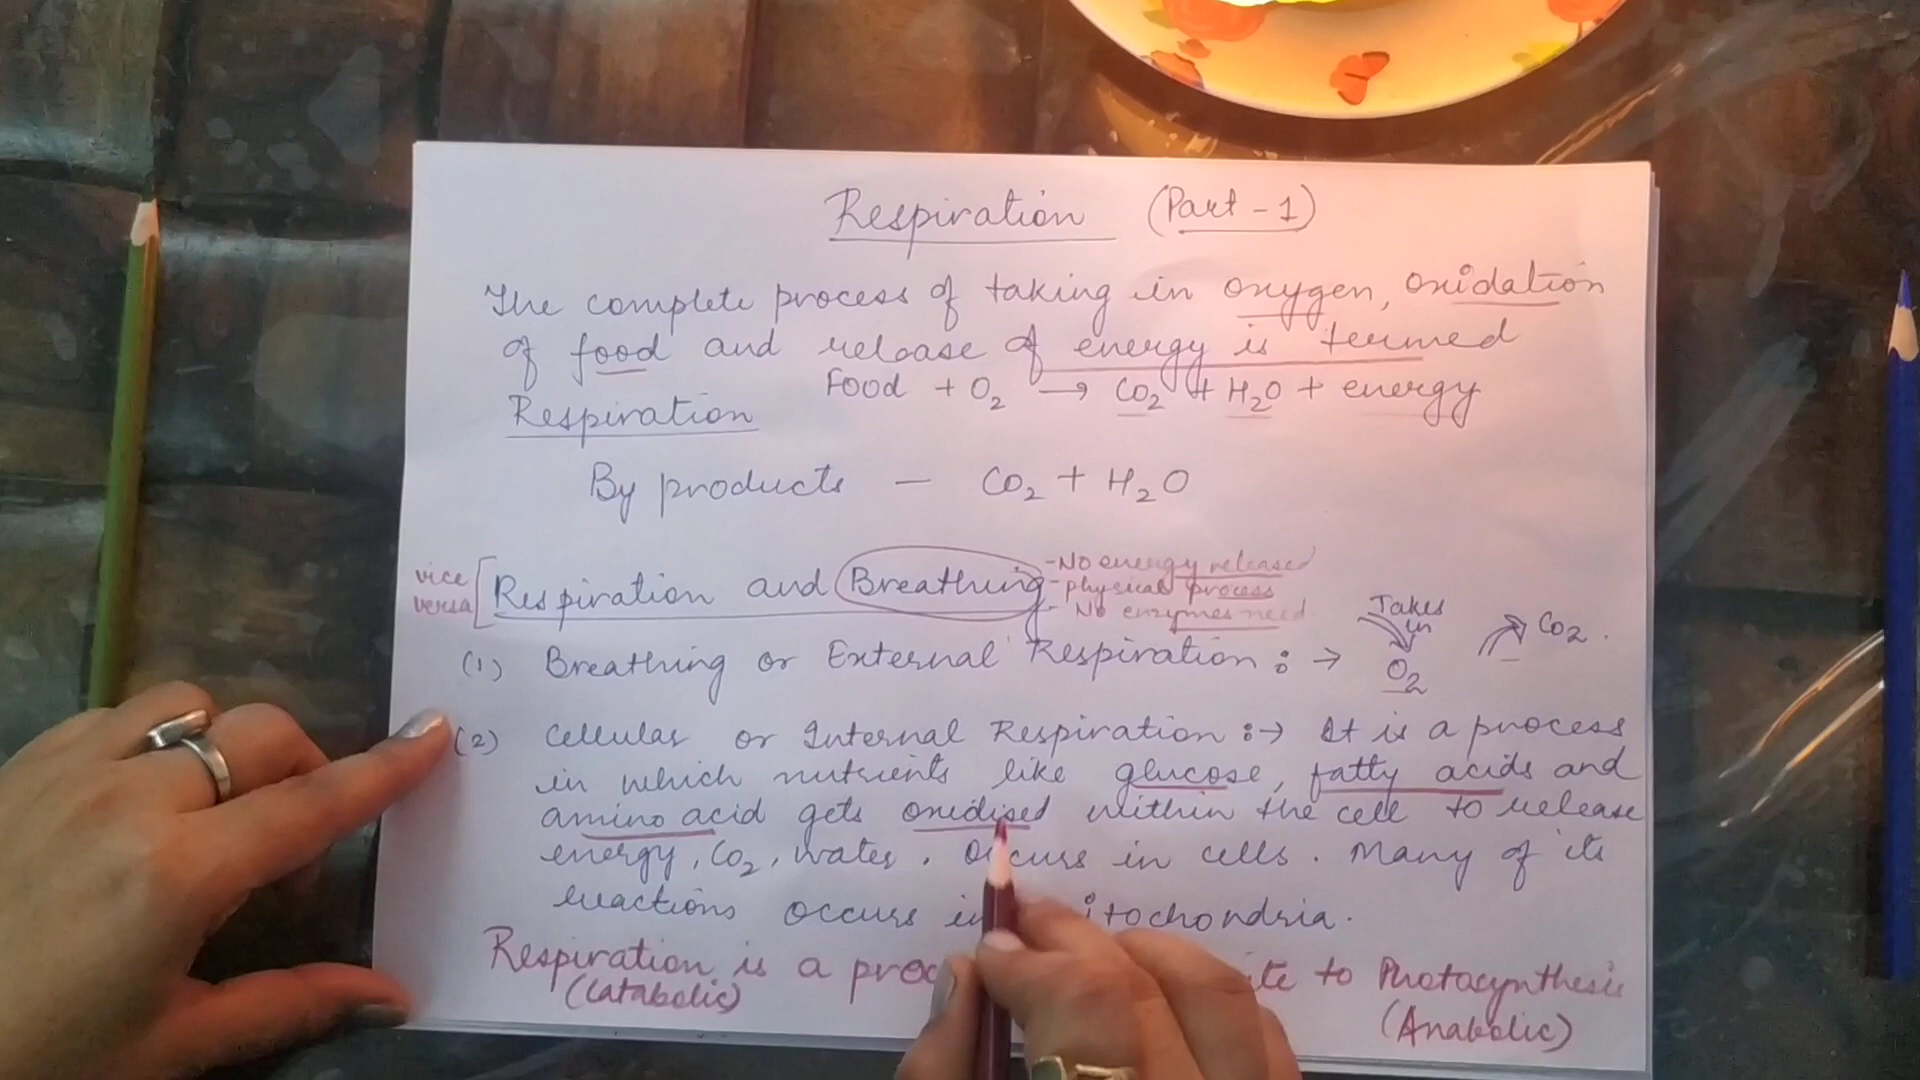 Respiration (Part-1)
The complete process of taking in oxygen, oxidation
of food and release of energy is termed
Food + O2 → CO2 + H2O + energy
Respiration
By products — CO2 + H2O
vice versa [Respiration and Breathing
-No energy released
-physical process
-No enzymes need
(1) Breathing or External Respiration :→ Takes in O2 CO2.
(2) Cellular or Internal Respiration :→ It is a process
in which nutrients like glucose, fatty acids and
amino acid gets oxidised within the cell to release
energy, CO2, water. Occurs in cells. Many of its
reactions occurs in itochondria.
Respiration is a to Photosynthesis
(Catabolic) (Anabolic)